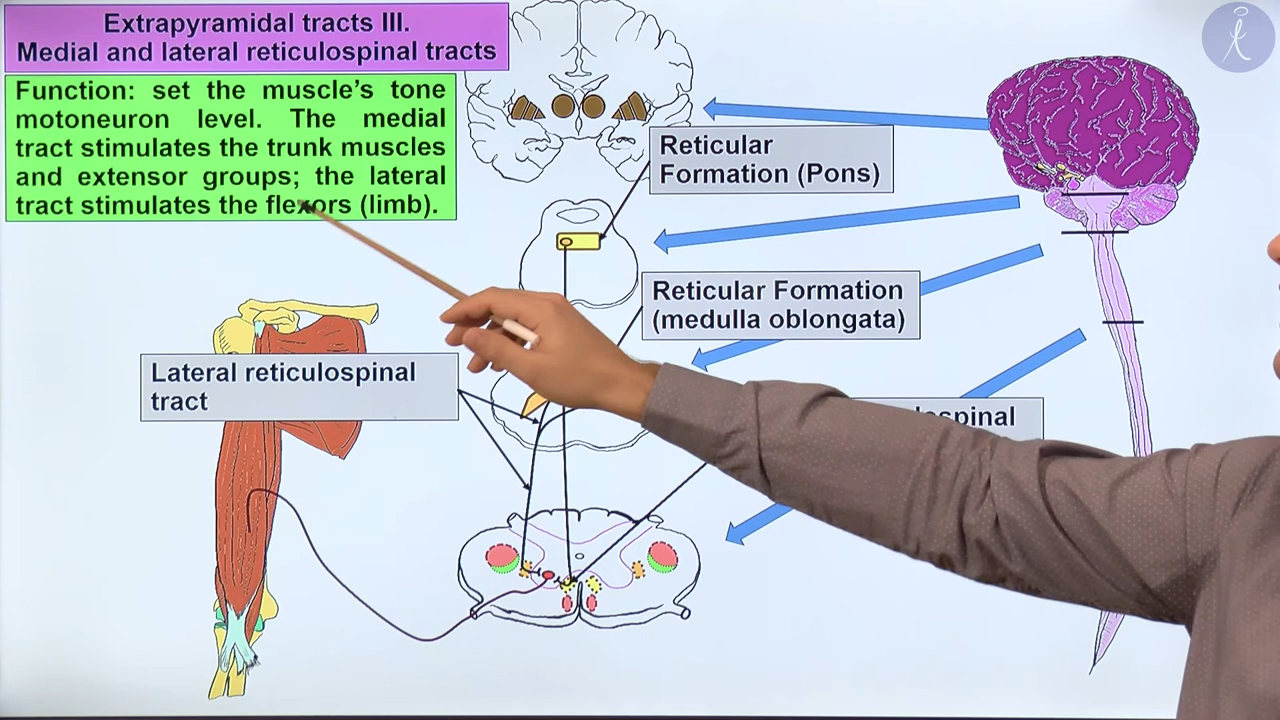 Extrapyramidal tracts III.
Medial and lateral reticulospinal tracts
Function: set the muscle's tone
motoneuron level. The medial
tract stimulates the trunk muscles
and extensor groups; the lateral
tract stimulates the flexors (limb).
Reticular
Formation (Pons)
Reticular Formation
(medulla oblongata)
Lateral reticulospinal
tract